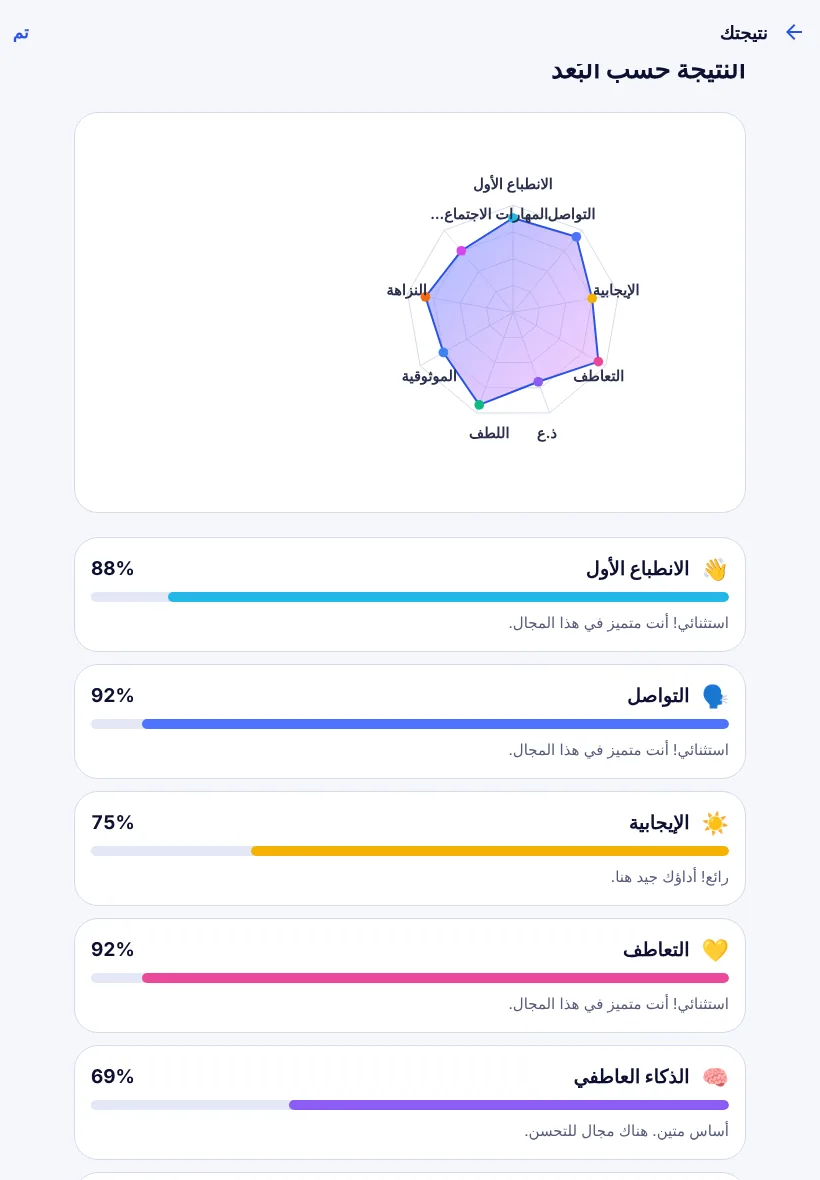 نتيجتك
تم
النتيجة حسب البُعد
الانطباع الأول
التواصل
المهارات الاجتماع...
الإيجابية
النزاهة
التعاطف
الموثوقية
ذ.ع
اللطف
👋 الانطباع الأول 88%
استثنائي! أنت متميز في هذا المجال.
🗣️ التواصل 92%
استثنائي! أنت متميز في هذا المجال.
☀️ الإيجابية 75%
رائع! أداؤك جيد هنا.
💛 التعاطف 92%
استثنائي! أنت متميز في هذا المجال.
🧠 الذكاء العاطفي 69%
أساس متين. هناك مجال للتحسن.